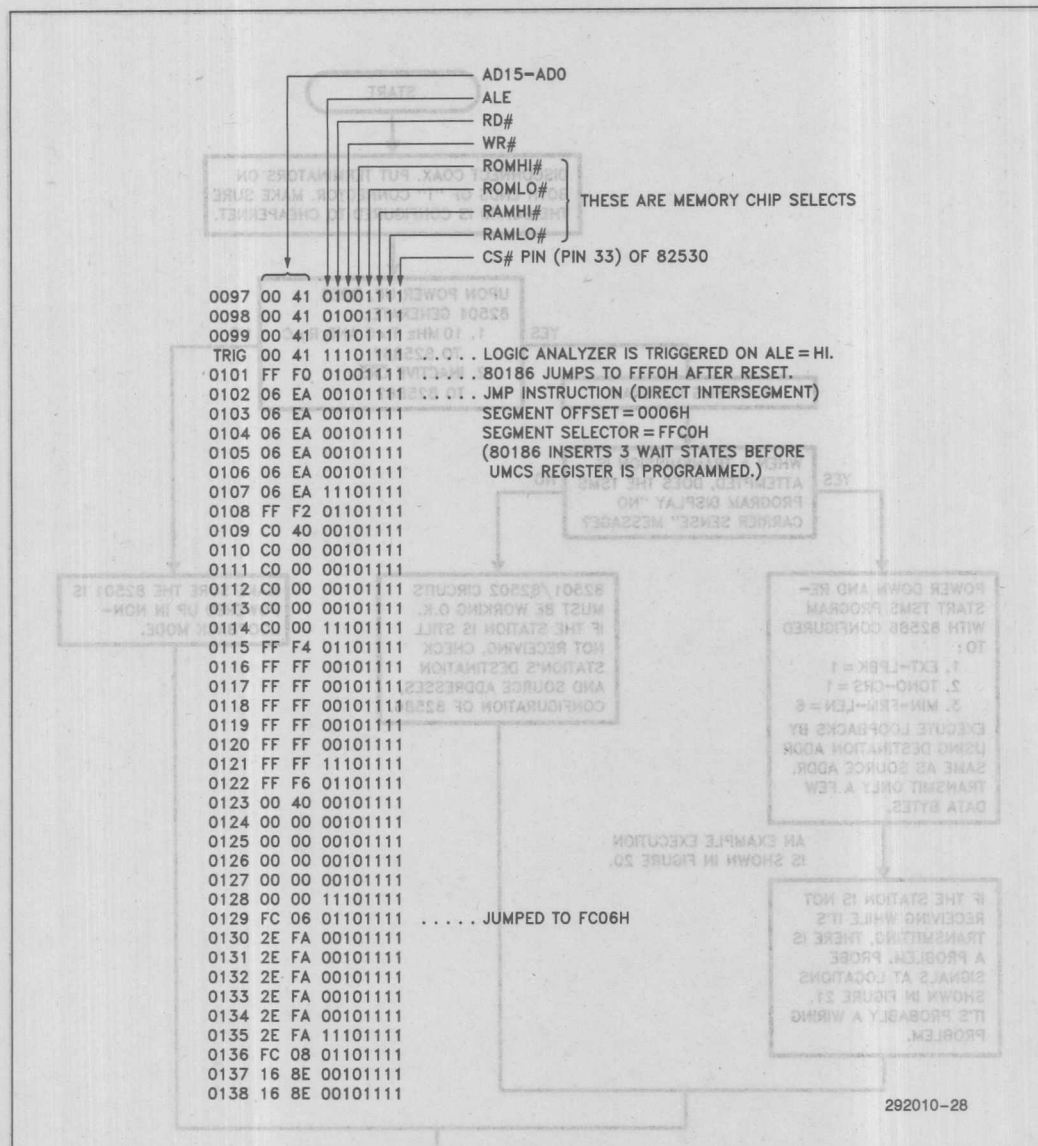 AD15-AD0
ALE
RD#
WR#
ROMHI#
ROMLO#
RAMHI#
RAMLO#
THESE ARE MEMORY CHIP SELECTS
CS# PIN (PIN 33) OF 82530
0097 00 41 01001111
0098 00 41 01001111
0099 00 41 01101111
TRIG 00 41 11101111 ..... LOGIC ANALYZER IS TRIGGERED ON ALE = HI.
0101 FF F0 01001111 ..... 80186 JUMPS TO FFF0H AFTER RESET.
0102 06 EA 00101111 ..... JMP INSTRUCTION (DIRECT INTERSEGMENT)
0103 06 EA 00101111 SEGMENT OFFSET = 0006H
0104 06 EA 00101111 SEGMENT SELECTOR = FFC0H
0105 06 EA 00101111 (80186 INSERTS 3 WAIT STATES BEFORE
0106 06 EA 00101111 UMCS REGISTER IS PROGRAMMED.)
0107 06 EA 11101111
0108 FF F2 01101111
0109 C0 40 00101111
0110 C0 00 00101111
0111 C0 00 00101111
0112 C0 00 00101111
0113 C0 00 00101111
0114 C0 00 11101111
0115 FF F4 01101111
0116 FF FF 00101111
0117 FF FF 00101111
0118 FF FF 00101111
0119 FF FF 00101111
0120 FF FF 00101111
0121 FF FF 11101111
0122 FF F6 01101111
0123 00 40 00101111
0124 00 00 00101111
0125 00 00 00101111
0126 00 00 00101111
0127 00 00 00101111
0128 00 00 11101111
0129 FC 06 01101111 ..... JUMPED TO FC06H
0130 2E FA 00101111
0131 2E FA 00101111
0132 2E FA 00101111
0133 2E FA 00101111
0134 2E FA 00101111
0135 2E FA 11101111
0136 FC 08 01101111
0137 16 8E 00101111
0138 16 8E 00101111
292010-28